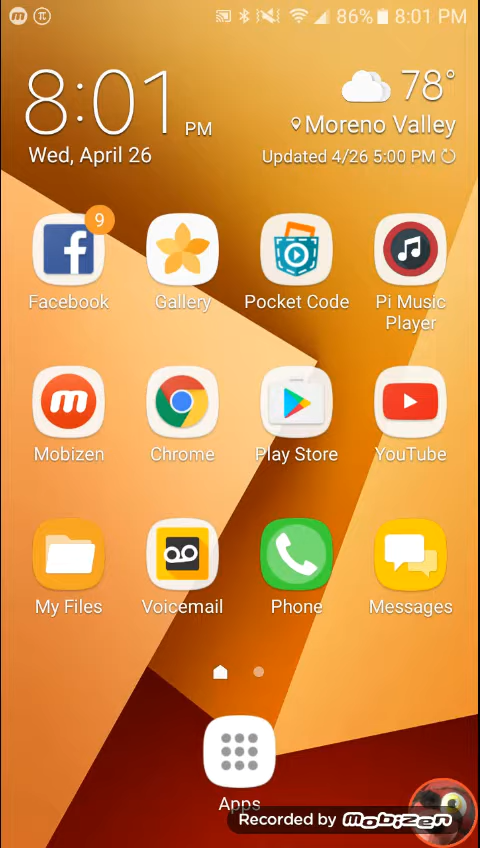 86% 8:01 PM
8:01 PM
78°
Moreno Valley
Wed, April 26
Updated 4/26 5:00 PM
9
Facebook
Gallery
Pocket Code
Pi Music
Player
Mobizen
Chrome
Play Store
YouTube
My Files
Voicemail
Phone
Messages
Apps
Recorded by Mobizen